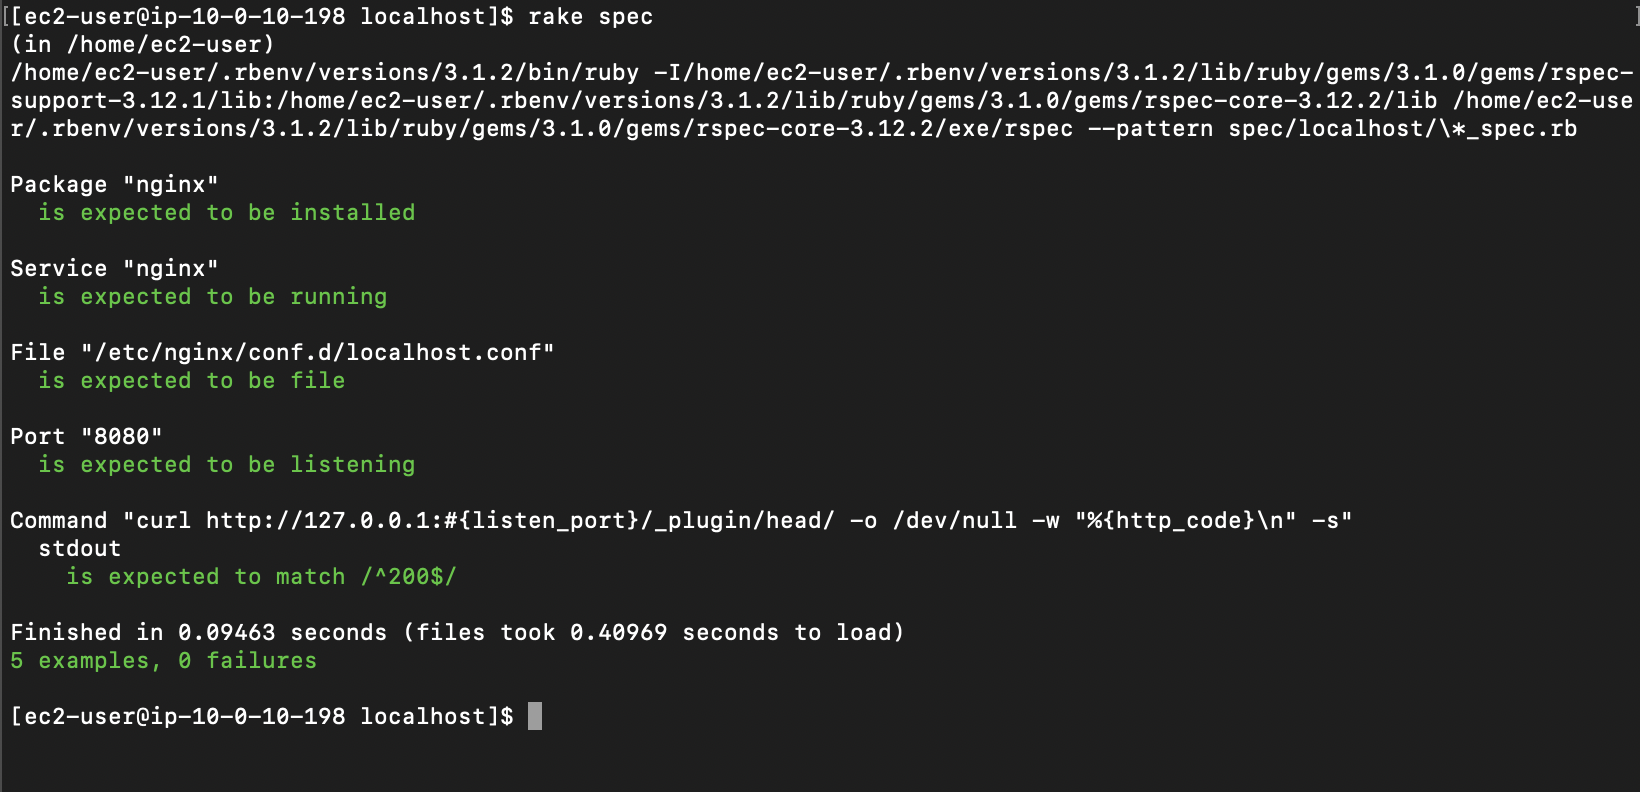 [[ec2-user@ip-10-0-10-198 localhost]$ rake spec ]
(in /home/ec2-user)
/home/ec2-user/.rbenv/versions/3.1.2/bin/ruby -I/home/ec2-user/.rbenv/versions/3.1.2/lib/ruby/gems/3.1.0/gems/rspec-
support-3.12.1/lib:/home/ec2-user/.rbenv/versions/3.1.2/lib/ruby/gems/3.1.0/gems/rspec-core-3.12.2/lib /home/ec2-use
r/.rbenv/versions/3.1.2/lib/ruby/gems/3.1.0/gems/rspec-core-3.12.2/exe/rspec --pattern spec/localhost/\*_spec.rb
Package "nginx"
is expected to be installed
Service "nginx"
is expected to be running
File "/etc/nginx/conf.d/localhost.conf"
is expected to be file
Port "8080"
is expected to be listening
Command "curl http://127.0.0.1:#{listen_port}/_plugin/head/ -o /dev/null -w "%{http_code}\n" -s"
stdout
is expected to match /^200$/
Finished in 0.09463 seconds (files took 0.40969 seconds to load)
5 examples, 0 failures
[ec2-user@ip-10-0-10-198 localhost]$